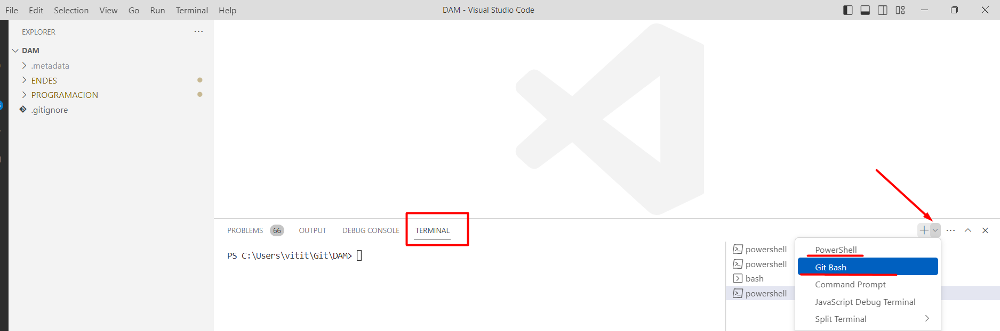 File Edit Selection View Go Run Terminal Help
DAM - Visual Studio Code
EXPLORER
DAM
.metadata
ENDES
PROGRAMACION
.gitignore
PROBLEMS 66 OUTPUT DEBUG CONSOLE TERMINAL
PS C:\Users\vitit\Git\DAM>
powershell
powershell
bash
powershell
PowerShell
Git Bash
Command Prompt
JavaScript Debug Terminal
Split Terminal